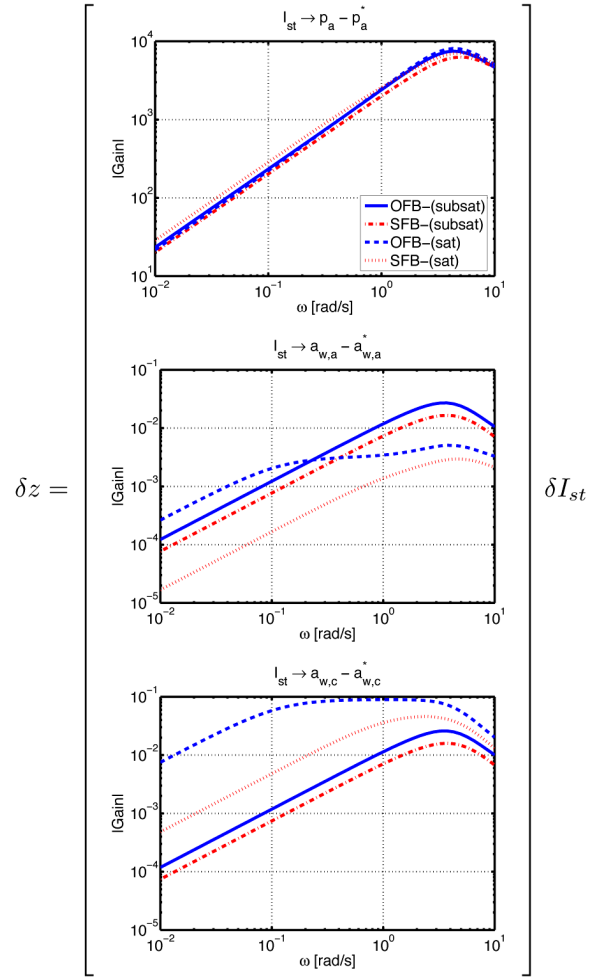 I_st → p_a − p_a^*
10^4
10^3
10^2
10^1
|Gain|
OFB−(subsat)
SFB−(subsat)
OFB−(sat)
SFB−(sat)
10^−2 10^−1 10^0 10^1
ω [rad/s]
I_st → a_w,a − a_w,a^*
10^−1
10^−2
10^−3
10^−4
10^−5
|Gain|
10^−2 10^−1 10^0 10^1
ω [rad/s]
δz =
δI_st
I_st → a_w,c − a_w,c^*
10^−1
10^−2
10^−3
10^−4
10^−5
|Gain|
10^−2 10^−1 10^0 10^1
ω [rad/s]